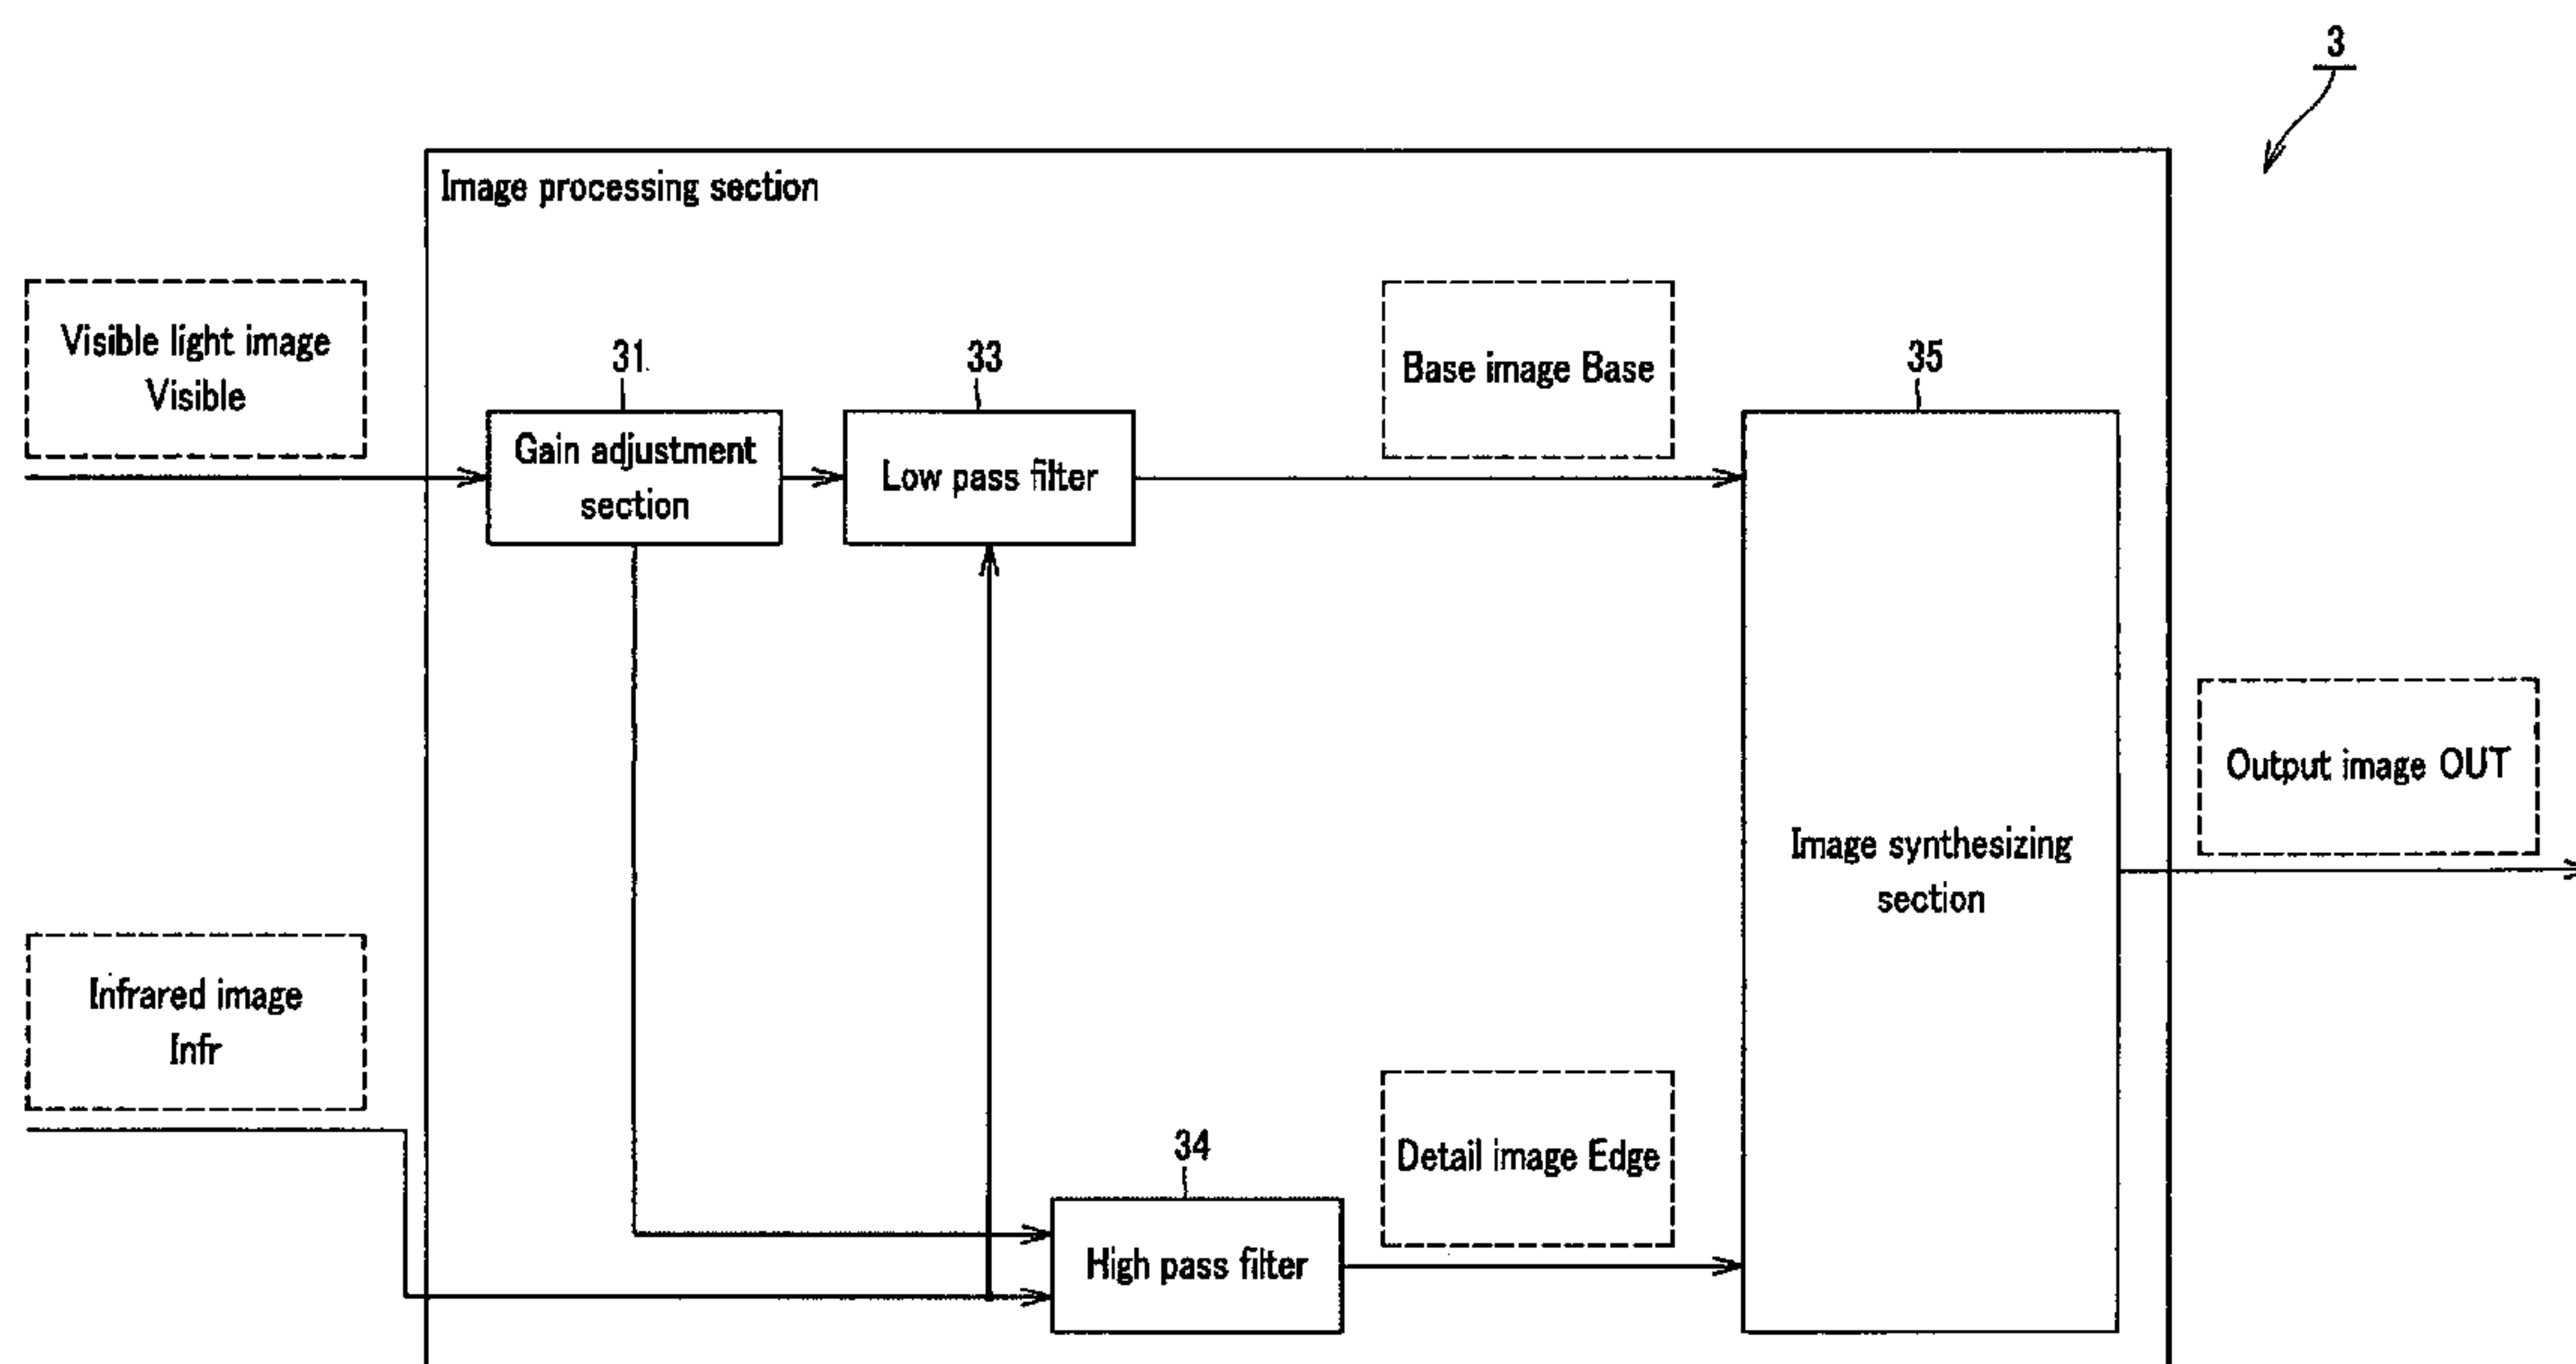 3
Image processing section
Visible light image
Visible
31
33
Base image Base
35
Gain adjustment
section
Low pass filter
Output image OUT
Image synthesizing
section
Infrared image
Infr
34
Detail image Edge
High pass filter